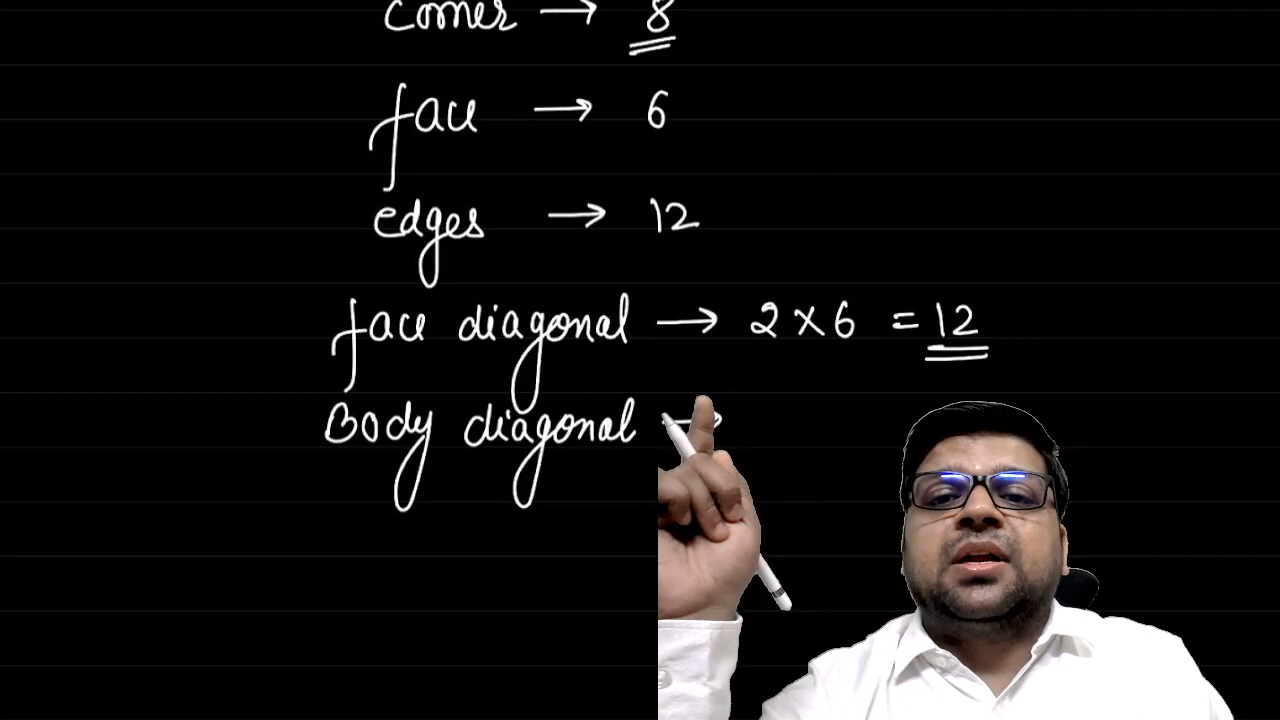 Corner → 8
face → 6
edges → 12
face diagonal → 2 × 6 = 12
Body diagonal →